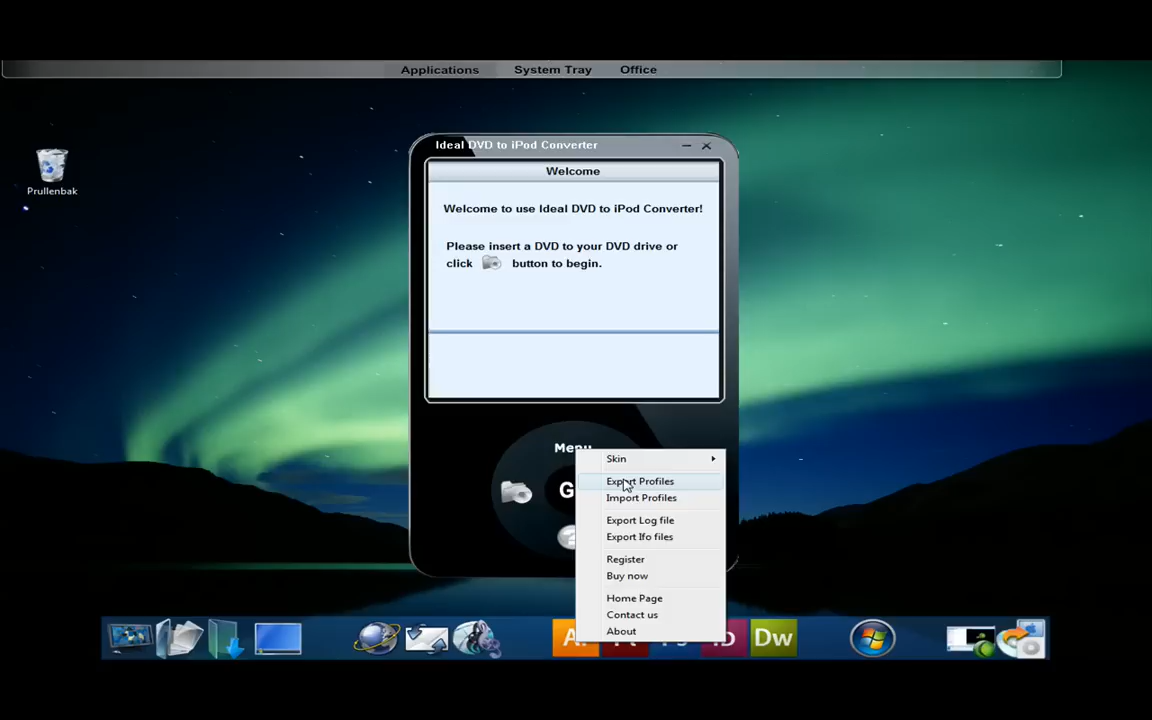 Applications System Tray Office
Prullenbak
Ideal DVD to iPod Converter
Welcome
Welcome to use Ideal DVD to iPod Converter!
Please insert a DVD to your DVD drive or
click button to begin.
Menu
G
Skin
Export Profiles
Import Profiles
Export Log file
Export Ifo files
Register
Buy now
Home Page
Contact us
About
Dw